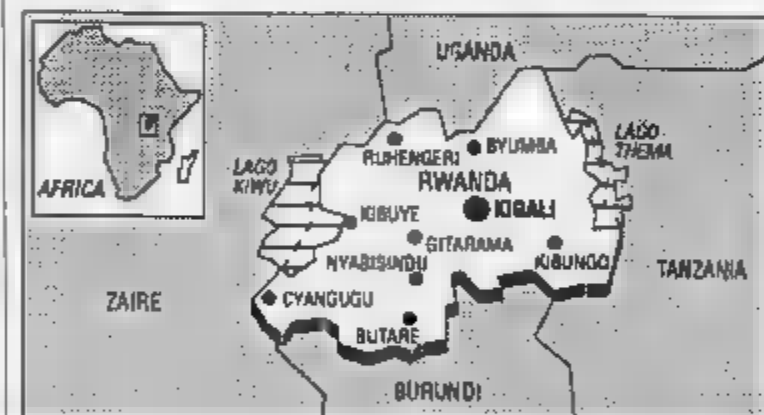 UGANDA
LAGO
KIWU
RUHENGERI
BYUMBA
LAGO
THEMA
AFRICA
RWANDA
KIBUYE
KIGALI
GITARAMA
NYABISINDU
KIBUNGO
TANZANIA
ZAIRE
CYANGUGU
BUTARE
BURUNDI